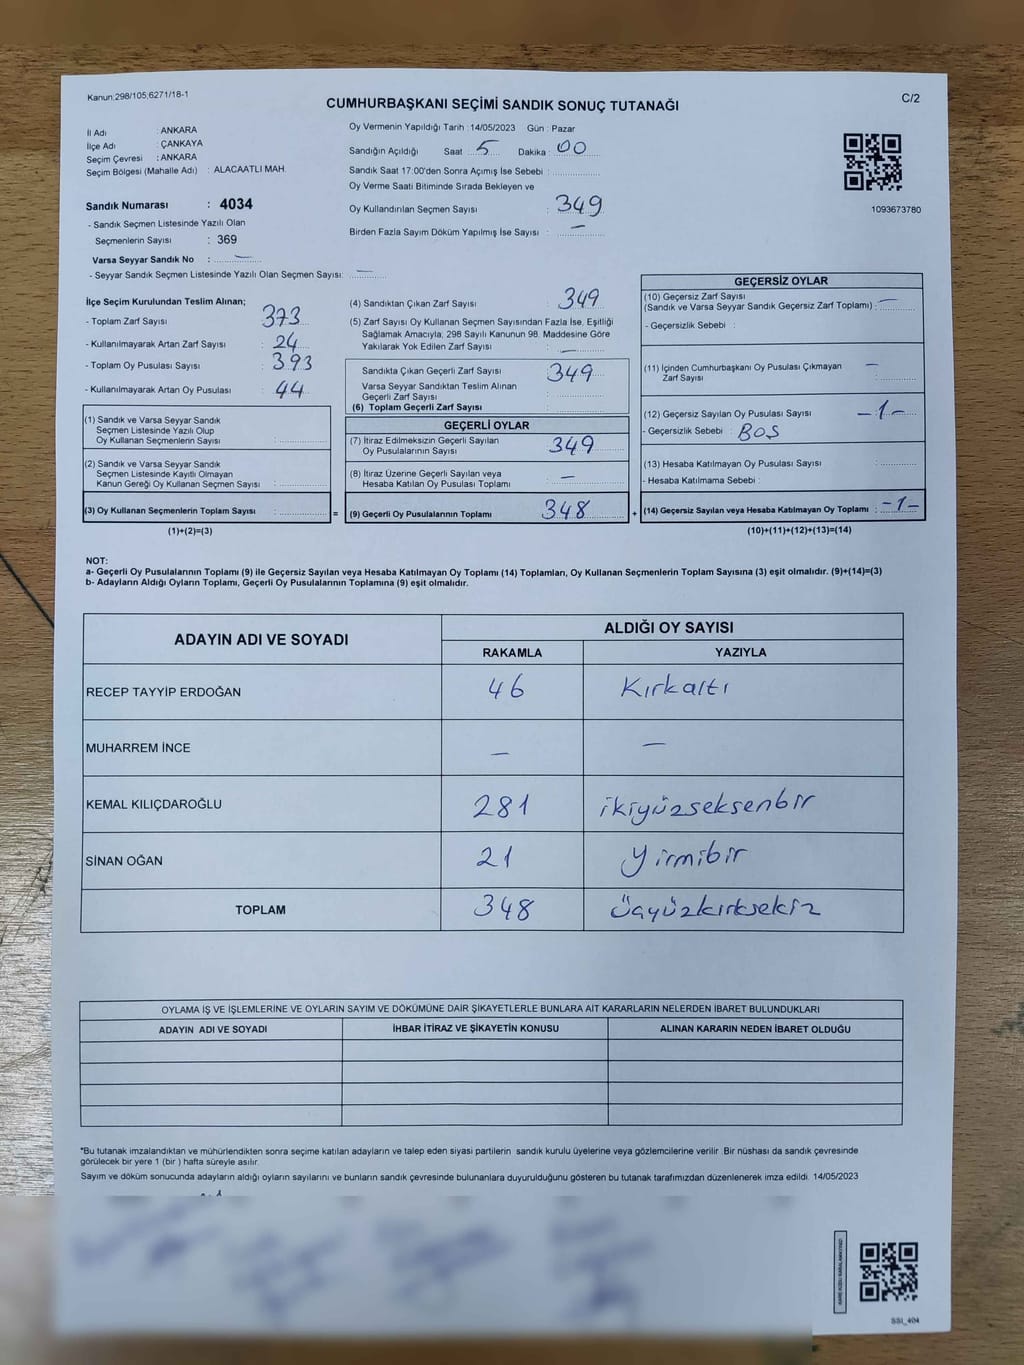 Kanun;298/105;6271/18-1
C/2
CUMHURBAŞKANI SEÇİMİ SANDIK SONUÇ TUTANAĞI
İl Adı : ANKARA
İlçe Adı : ÇANKAYA
Seçim Çevresi : ANKARA
Seçim Bölgesi (Mahalle Adı) : ALACAATLI MAH.
Sandık Numarası : 4034
- Sandık Seçmen Listesinde Yazılı Olan
Seçmenlerin Sayısı : 369
Varsa Seyyar Sandık No : —
- Seyyar Sandık Seçmen Listesinde Yazılı Olan Seçmen Sayısı: —
Oy Vermenin Yapıldığı Tarih : 14/05/2023 Gün : Pazar
Sandığın Açıldığı Saat 5 Dakika : 00
Sandık Saat 17:00'den Sonra Açımış İse Sebebi :
Oy Verme Saati Bitiminde Sırada Bekleyen ve
Oy Kullandırılan Seçmen Sayısı : 349
Birden Fazla Sayım Döküm Yapılmış İse Sayısı : —
1093673780
İlçe Seçim Kurulundan Teslim Alınan;
- Toplam Zarf Sayısı : 373
- Kullanılmayarak Artan Zarf Sayısı : 24
- Toplam Oy Pusulası Sayısı : 393
- Kullanılmayarak Artan Oy Pusulası : 44
(1) Sandık ve Varsa Seyyar Sandık
Seçmen Listesinde Yazılı Olup
Oy Kullanan Seçmenlerin Sayısı :
(2) Sandık ve Varsa Seyyar Sandık
Seçmen Listesinde Kayıtlı Olmayan
Kanun Gereği Oy Kullanan Seçmen Sayısı :
(3) Oy Kullanan Seçmenlerin Toplam Sayısı :
=
(1)+(2)=(3)
(4) Sandıktan Çıkan Zarf Sayısı : 349
(5) Zarf Sayısı Oy Kullanan Seçmen Sayısından Fazla İse, Eşitliği
Sağlamak Amacıyla; 298 Sayılı Kanunun 98. Maddesine Göre
Yakılarak Yok Edilen Zarf Sayısı : —
Sandıkta Çıkan Geçerli Zarf Sayısı : 349
Varsa Seyyar Sandıktan Teslim Alınan
Geçerli Zarf Sayısı :
(6) Toplam Geçerli Zarf Sayısı :
GEÇERLİ OYLAR
(7) İtiraz Edilmeksizin Geçerli Sayılan
Oy Pusulalarının Sayısı : 349
(8) İtiraz Üzerine Geçerli Sayılan veya
Hesaba Katılan Oy Pusulası Toplamı : —
(9) Geçerli Oy Pusulalarının Toplamı : 348
+
GEÇERSİZ OYLAR
(10) Geçersiz Zarf Sayısı
(Sandık ve Varsa Seyyar Sandık Geçersiz Zarf Toplamı) : —
- Geçersizlik Sebebi :
(11) İçinden Cumhurbaşkanı Oy Pusulası Çıkmayan
Zarf Sayısı : —
(12) Geçersiz Sayılan Oy Pusulası Sayısı : -1-
- Geçersizlik Sebebi : BOŞ
(13) Hesaba Katılmayan Oy Pusulası Sayısı :
- Hesaba Katılmama Sebebi :
(14) Geçersiz Sayılan veya Hesaba Katılmayan Oy Toplamı : -1-
(10)+(11)+(12)+(13)=(14)
NOT:
a- Geçerli Oy Pusulalarının Toplamı (9) ile Geçersiz Sayılan veya Hesaba Katılmayan Oy Toplamı (14) Toplamları, Oy Kullanan Seçmenlerin Toplam Sayısına (3) eşit olmalıdır. (9)+(14)=(3)
b- Adayların Aldığı Oyların Toplamı, Geçerli Oy Pusulalarının Toplamına (9) eşit olmalıdır.
ADAYIN ADI VE SOYADI ALDIĞI OY SAYISI
RAKAMLA YAZIYLA
RECEP TAYYİP ERDOĞAN 46 Kırkaltı
MUHARREM İNCE — —
KEMAL KILIÇDAROĞLU 281 ikiyüzseksenbir
SİNAN OĞAN 21 Yirmibir
TOPLAM 348 üçyüzkırksekiz
OYLAMA İŞ VE İŞLEMLERİNE VE OYLARIN SAYIM VE DÖKÜMÜNE DAİR ŞİKAYETLERLE BUNLARA AİT KARARLARIN NELERDEN İBARET BULUNDUKLARI
ADAYIN ADI VE SOYADI İHBAR İTİRAZ VE ŞİKAYETİN KONUSU ALINAN KARARIN NEDEN İBARET OLDUĞU
*Bu tutanak imzalandıktan ve mühürlendikten sonra seçime katılan adayların ve talep eden siyasi partilerin sandık kurulu üyelerine veya gözlemcilerine verilir .Bir nüshası da sandık çevresinde
görülecek bir yere 1 (bir ) hafta süreyle asılır.
Sayım ve döküm sonucunda adayların aldığı oyların sayılarını ve bunların sandık çevresinde bulunanlara duyurulduğunu gösteren bu tutanak tarafımızdan düzenlenerek imza edildi. 14/05/2023
SSI_404